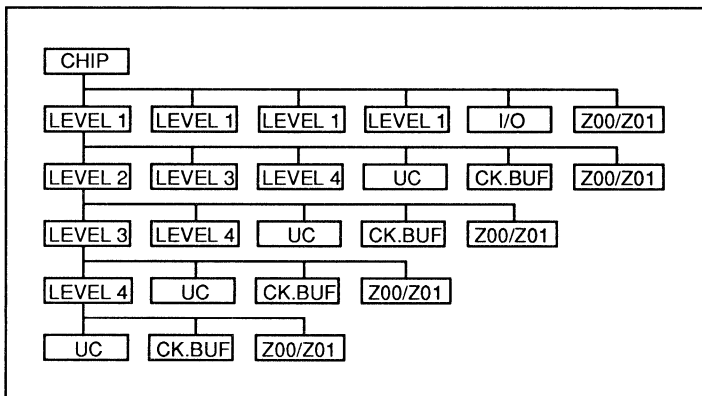 CHIP
LEVEL 1 LEVEL 1 LEVEL 1 LEVEL 1 I/O Z00/Z01
LEVEL 2 LEVEL 3 LEVEL 4 UC CK.BUF Z00/Z01
LEVEL 3 LEVEL 4 UC CK.BUF Z00/Z01
LEVEL 4 UC CK.BUF Z00/Z01
UC CK.BUF Z00/Z01